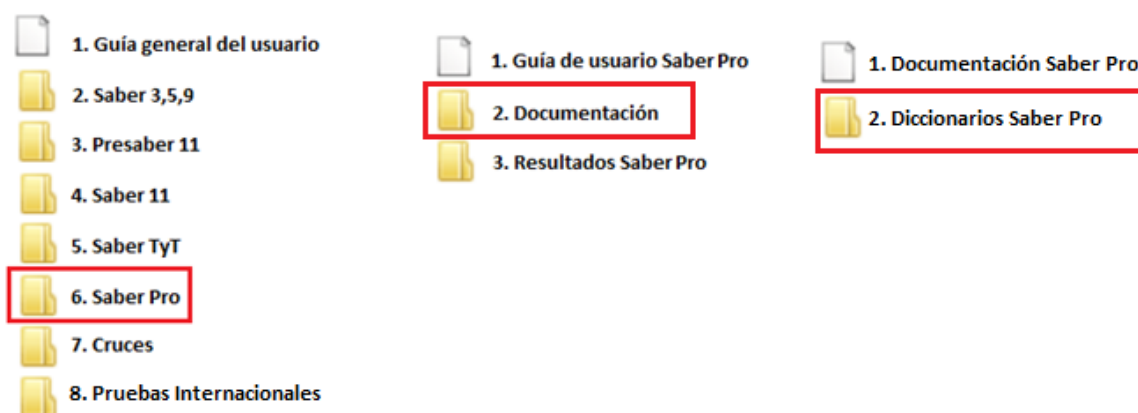 1. Guía general del usuario
2. Saber 3,5,9
3. Presaber 11
4. Saber 11
5. Saber TyT
6. Saber Pro
7. Cruces
8. Pruebas Internacionales
1. Guía de usuario Saber Pro
2. Documentación
3. Resultados Saber Pro
1. Documentación Saber Pro
2. Diccionarios Saber Pro